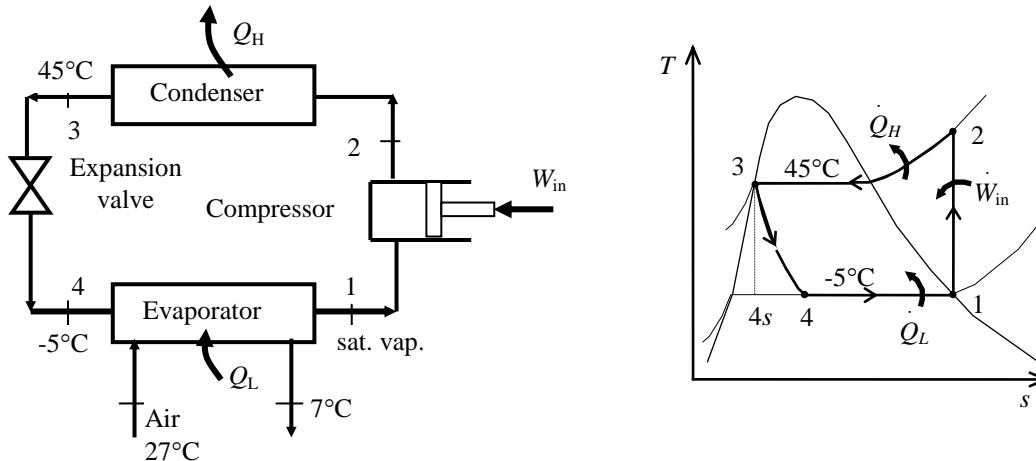 Q_H
45°C
Condenser
3
2
Expansion
valve
Compressor
W_in
4
1
-5°C
Evaporator
sat. vap.
Q_L
Air
27°C
7°C
T
Q̇_H
2
3
45°C
Ẇ_in
-5°C
4s
4
1
Q̇_L
s